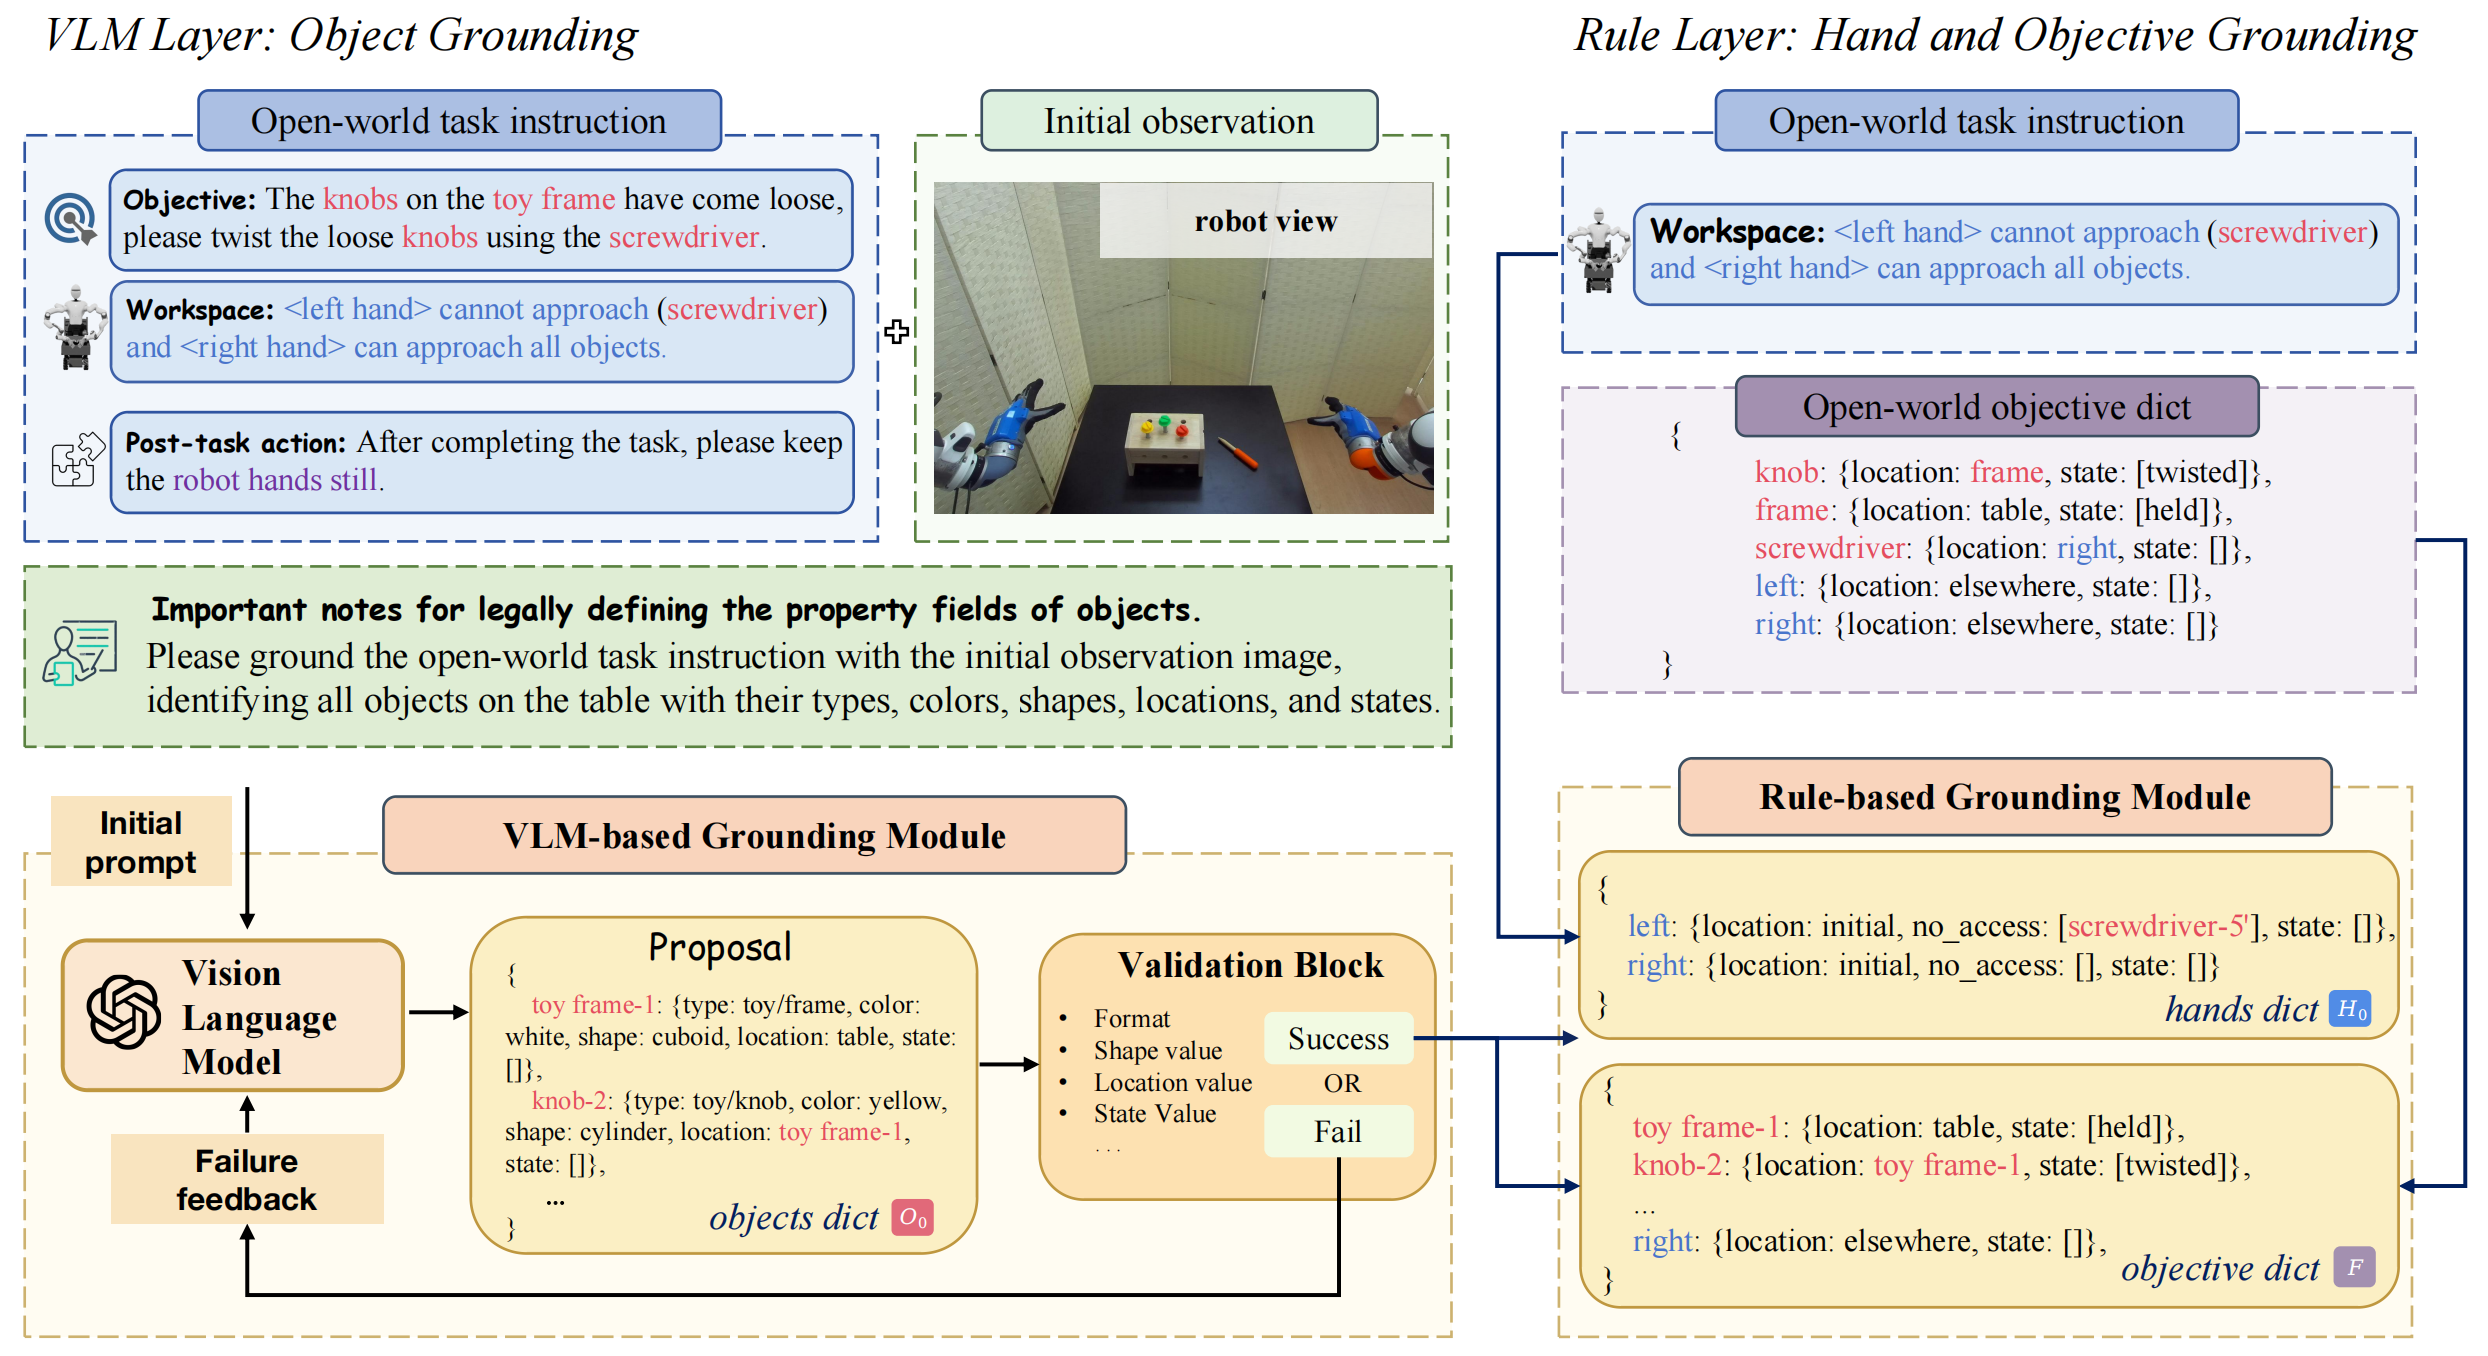 VLM Layer: Object Grounding
Open-world task instruction
Objective: The knobs on the toy frame have come loose,
please twist the loose knobs using the screwdriver.
Workspace: <left hand> cannot approach (screwdriver)
and <right hand> can approach all objects.
Post-task action: After completing the task, please keep
the robot hands still.
Initial observation
robot view
Important notes for legally defining the property fields of objects.
Please ground the open-world task instruction with the initial observation image,
identifying all objects on the table with their types, colors, shapes, locations, and states.
Initial
prompt
VLM-based Grounding Module
Vision
Language
Model
Failure
feedback
Proposal
{
toy frame-1: {type: toy/frame, color:
white, shape: cuboid, location: table, state:
[]},
knob-2: {type: toy/knob, color: yellow,
shape: cylinder, location: toy frame-1,
state: []},
...
}
objects dict O0
Validation Block
• Format
• Shape value
• Location value
• State Value
...
Success
OR
Fail
Rule Layer: Hand and Objective Grounding
Open-world task instruction
Workspace: <left hand> cannot approach (screwdriver)
and <right hand> can approach all objects.
Open-world objective dict
{
knob: {location: frame, state: [twisted]},
frame: {location: table, state: [held]},
screwdriver: {location: right, state: []},
left: {location: elsewhere, state: []},
right: {location: elsewhere, state: []}
}
Rule-based Grounding Module
{
left: {location: initial, no_access: [screwdriver-5'], state: []},
right: {location: initial, no_access: [], state: []}
}
hands dict H0
{
toy frame-1: {location: table, state: [held]},
knob-2: {location: toy frame-1, state: [twisted]},
...
right: {location: elsewhere, state: []},
}
objective dict F